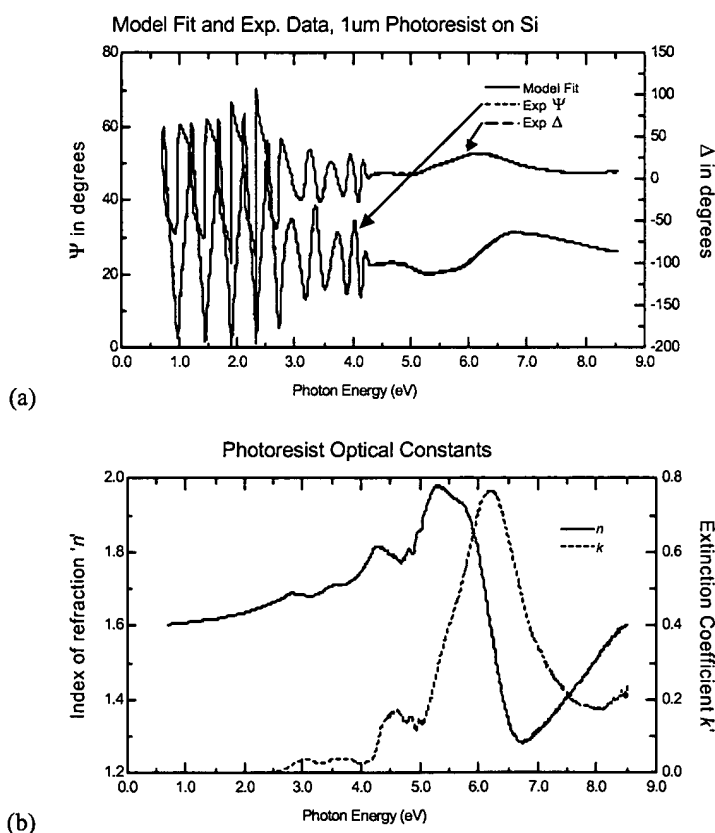 Model Fit and Exp. Data, 1um Photoresist on Si
80
60
40
20
0
Ψ in degrees
150
100
50
0
-50
-100
-150
-200
Δ in degrees
Model Fit
Exp Ψ
Exp Δ
0.0 1.0 2.0 3.0 4.0 5.0 6.0 7.0 8.0 9.0
Photon Energy (eV)
(a)
Photoresist Optical Constants
2.0
1.8
1.6
1.4
1.2
Index of refraction 'n'
0.8
0.6
0.4
0.2
0.0
Extinction Coefficient k'
n
k
0.0 1.0 2.0 3.0 4.0 5.0 6.0 7.0 8.0 9.0
Photon Energy (eV)
(b)